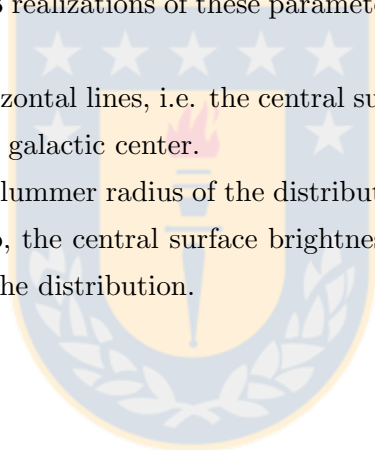 realizations of these paramet
zontal lines, i.e. the central su
galactic center.
lummer radius of the distribut
, the central surface brightne
he distribution.